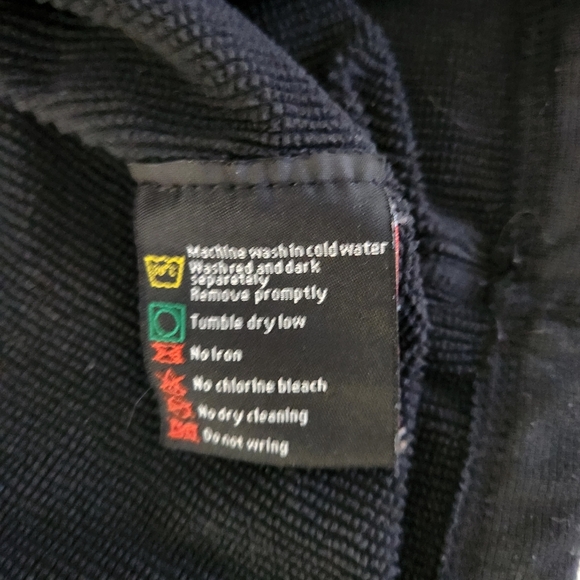 Machine wash in cold water
Wash red and dark
separately
Remove promptly
Tumble dry low
No Iron
No chlorine bleach
No dry cleaning
Do not wring